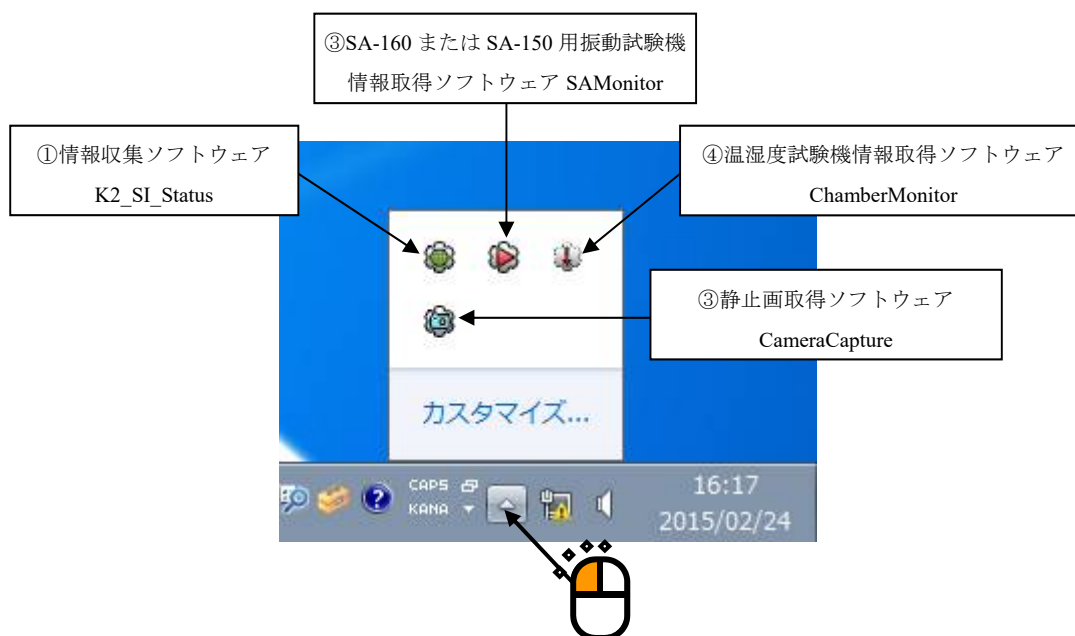 ③SA-160 または SA-150 用振動試験機
情報取得ソフトウェア SAMonitor
①情報収集ソフトウェア
K2_SI_Status
④温湿度試験機情報取得ソフトウェア
ChamberMonitor
③静止画取得ソフトウェア
CameraCapture
カスタマイズ...
CAPS
KANA
16:17
2015/02/24